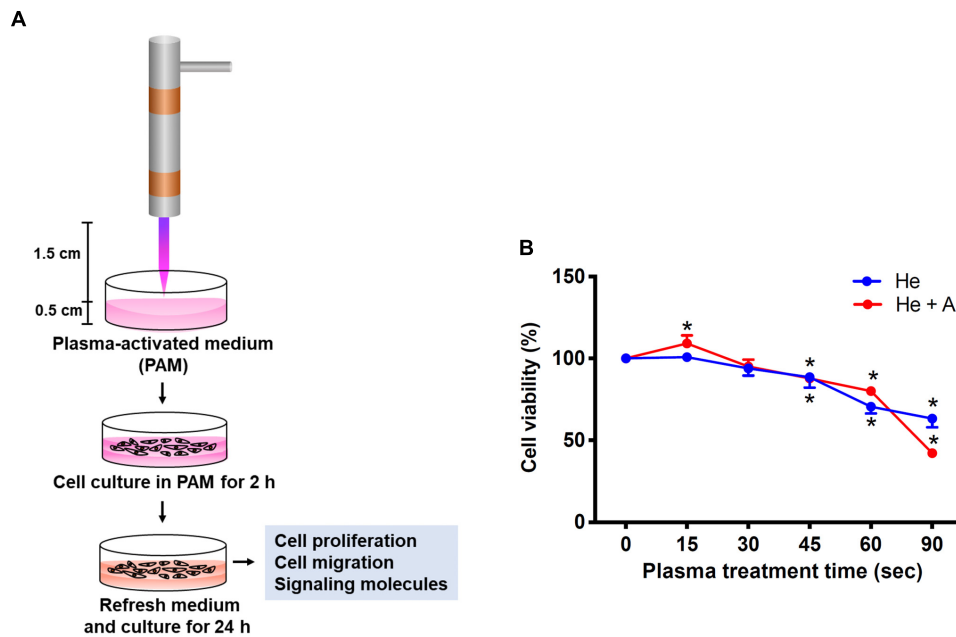 A
1.5 cm
0.5 cm
Plasma-activated medium
(PAM)
Cell culture in PAM for 2 h
Refresh medium
and culture for 24 h
Cell proliferation
Cell migration
Signaling molecules
B
Cell viability (%)
150
100
50
0
He
He + A
*
*
*
*
*
*
*
0
15
30
45
60
90
Plasma treatment time (sec)